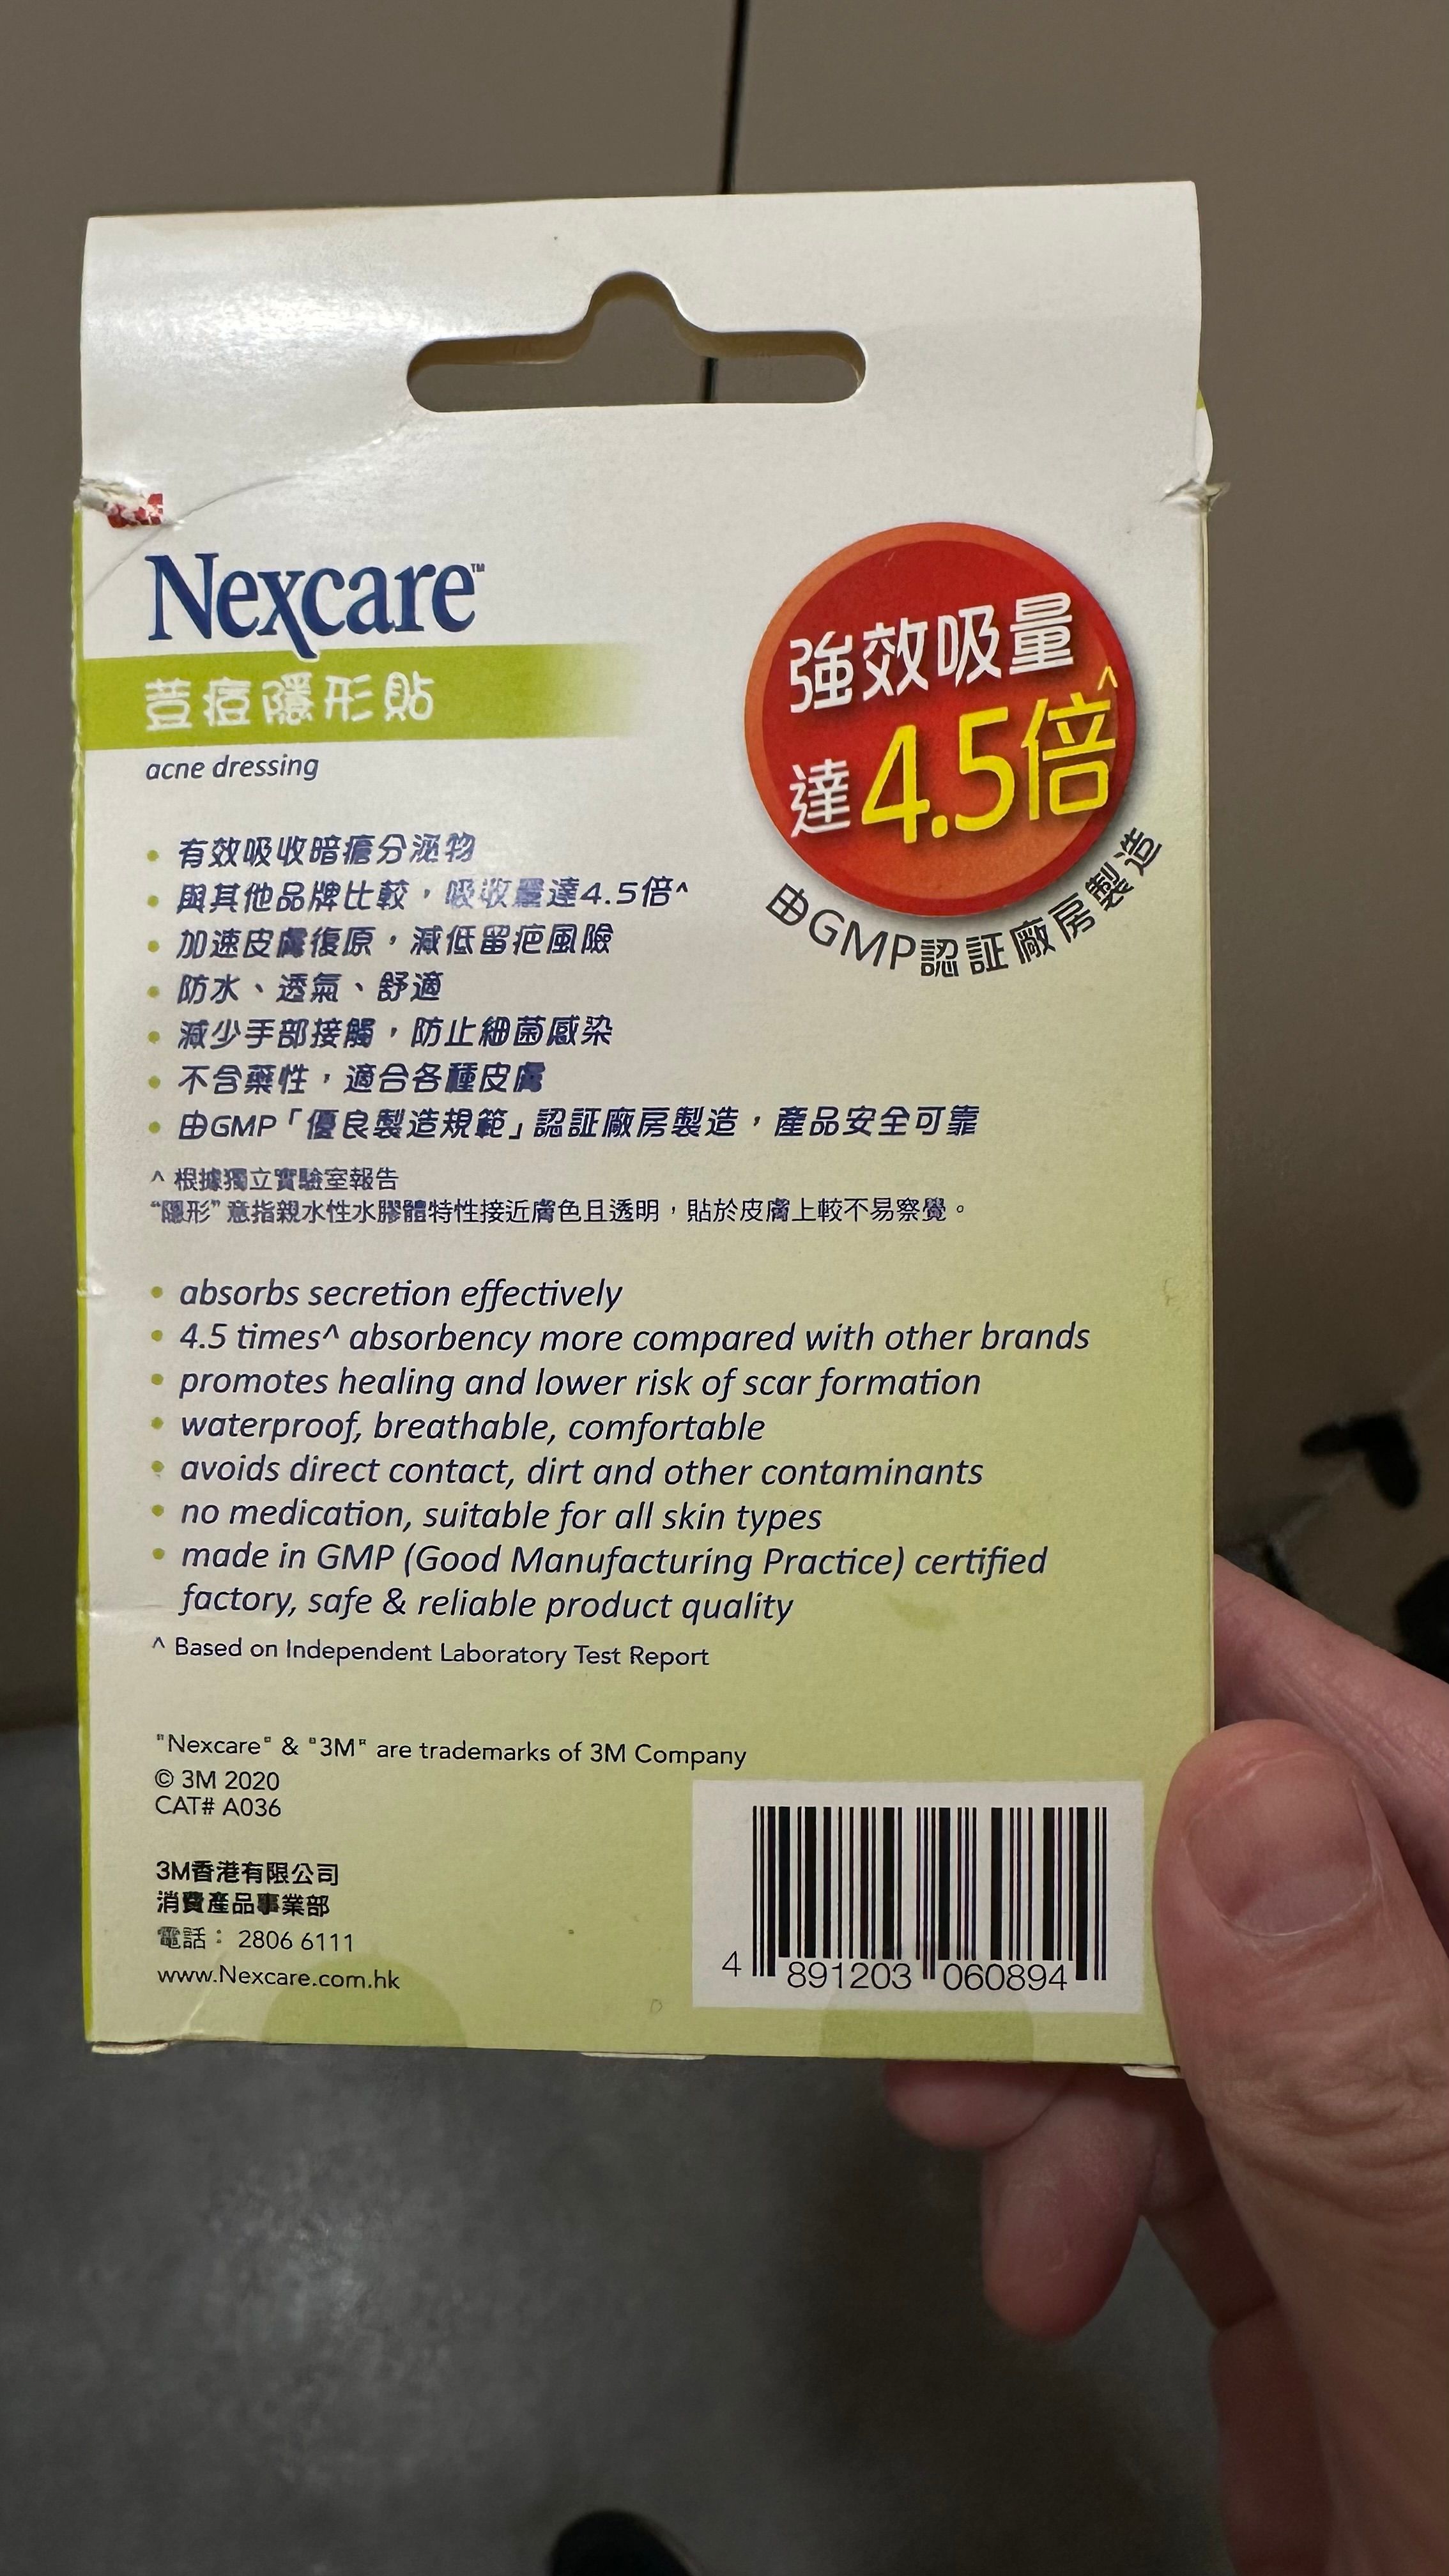 Nexcare™
荳痘隱形貼
acne dressing
強效吸量
達4.5倍^
由GMP認証廠房製造
• 有效吸收暗瘡分泌物
• 與其他品牌比較，吸收量達4.5倍^
• 加速皮膚復原，減低留疤風險
• 防水、透氣、舒適
• 減少手部接觸，防止細菌感染
• 不含藥性，適合各種皮膚
• 由GMP「優良製造規範」認証廠房製造，產品安全可靠
^ 根據獨立實驗室報告
“隱形”意指親水性水膠體特性接近膚色且透明，貼於皮膚上較不易察覺。
• absorbs secretion effectively
• 4.5 times^ absorbency more compared with other brands
• promotes healing and lower risk of scar formation
• waterproof, breathable, comfortable
• avoids direct contact, dirt and other contaminants
• no medication, suitable for all skin types
• made in GMP (Good Manufacturing Practice) certified
factory, safe & reliable product quality
^ Based on Independent Laboratory Test Report
"Nexcare" & "3M" are trademarks of 3M Company
© 3M 2020
CAT# A036
3M香港有限公司
消費產品事業部
電話： 2806 6111
www.Nexcare.com.hk
4 891203 060894